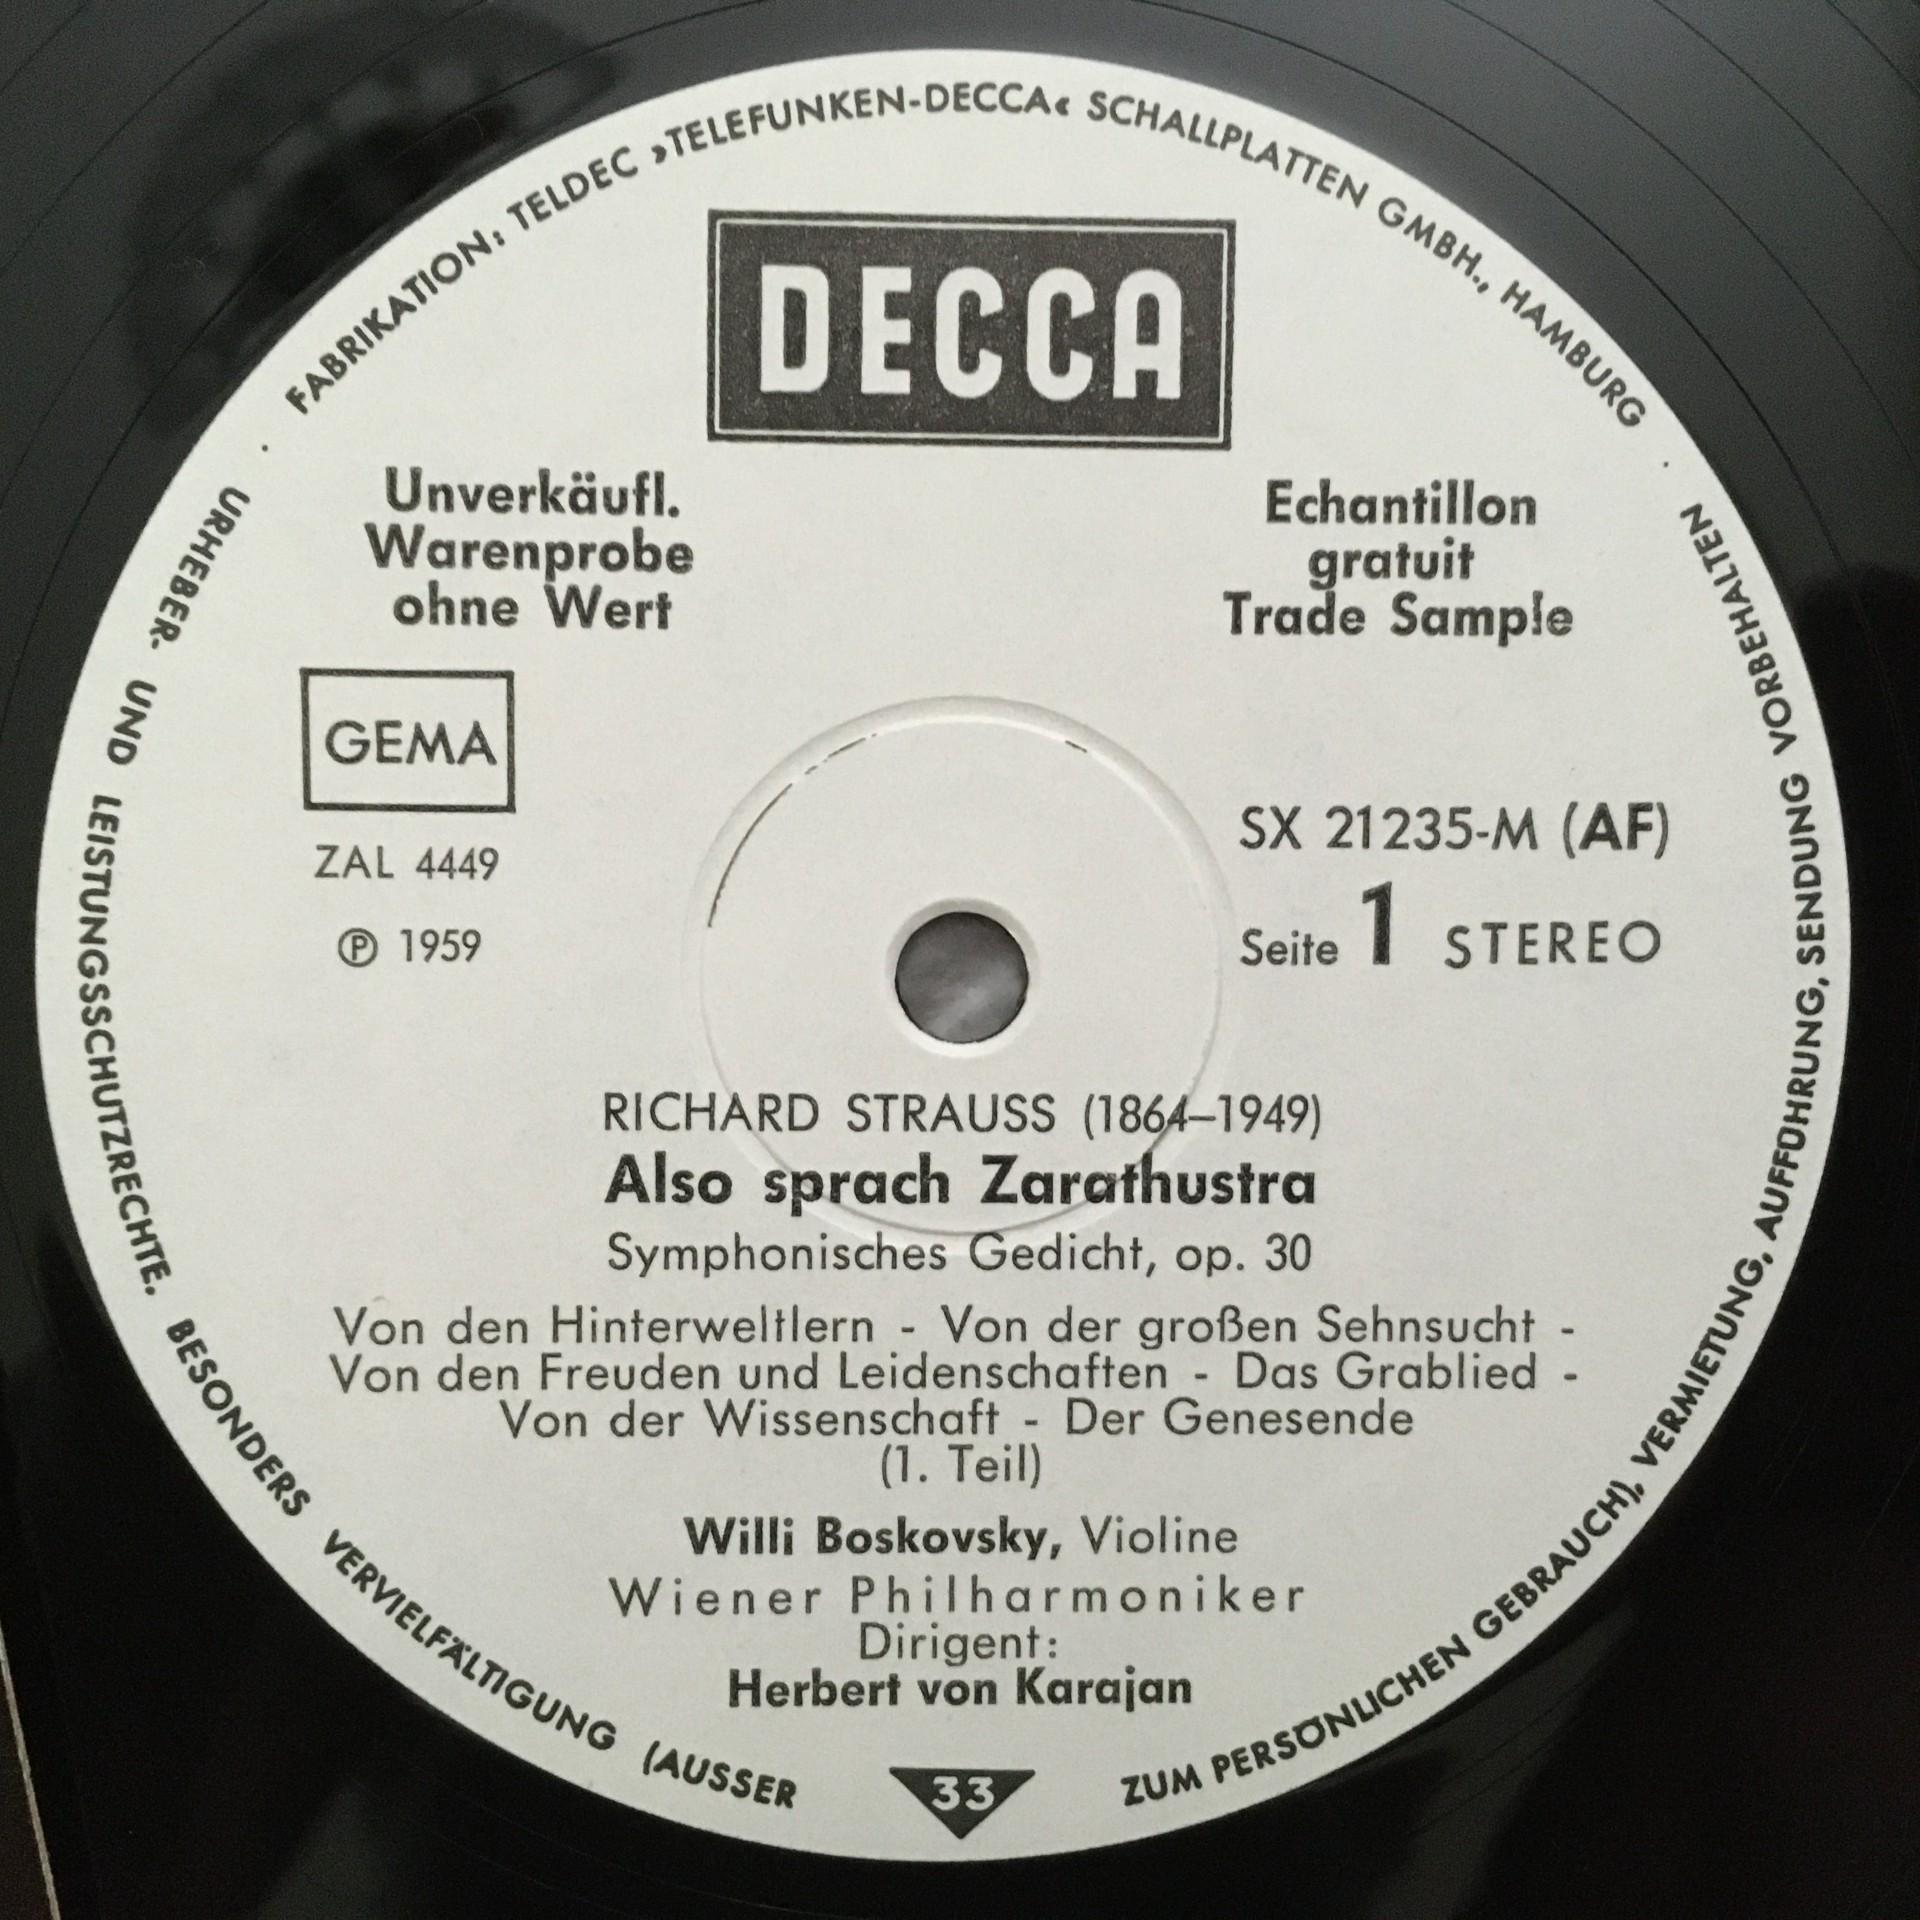 FABRIKATION: TELDEC »TELEFUNKEN-DECCA« SCHALLPLATTEN GMBH., HAMBURG
DECCA
Unverkäufl.
Warenprobe
ohne Wert
Echantillon
gratuit
Trade Sample
GEMA
ZAL 4449
Ⓟ 1959
SX 21235-M (AF)
Seite 1 STEREO
RICHARD STRAUSS (1864–1949)
Also sprach Zarathustra
Symphonisches Gedicht, op. 30
Von den Hinterweltlern - Von der großen Sehnsucht -
Von den Freuden und Leidenschaften - Das Grablied -
Von der Wissenschaft - Der Genesende
(1. Teil)
Willi Boskovsky, Violine
Wiener Philharmoniker
Dirigent:
Herbert von Karajan
33
URHEBER- UND LEISTUNGSSCHUTZRECHTE. BESONDERS VERVIELFÄLTIGUNG (AUSSER ZUM PERSÖNLICHEN GEBRAUCH), VERMIETUNG, AUFFÜHRUNG, SENDUNG VORBEHALTEN